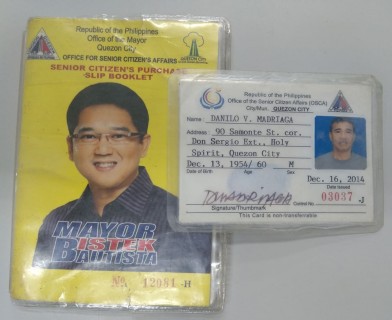 Republic of the Philippines
Office of the Mayor
Quezon City
OFFICE FOR SENIOR CITIZEN'S AFFAIRS
SENIOR CITIZEN'S PURCHASE
SLIP BOOKLET
MAYOR
BISTEK
BAUTISTA
No. 12081 -H
Republic of the Philippines
Office of the Senior Citizen Affairs (OSCA)
City/Mun. QUEZON CITY
Name DANILO V. MADRIAGA
Address 90 Semonte St. cor.
Don Sergio Ext., Holy
Spirit, Quezon City
Dec. 13, 1954/ 60 M
Date of Birth Age Sex
Dec. 16, 2014
Date Issued
Control No. 03037 -J
Signature/Thumbmark
This Card is non-transferable